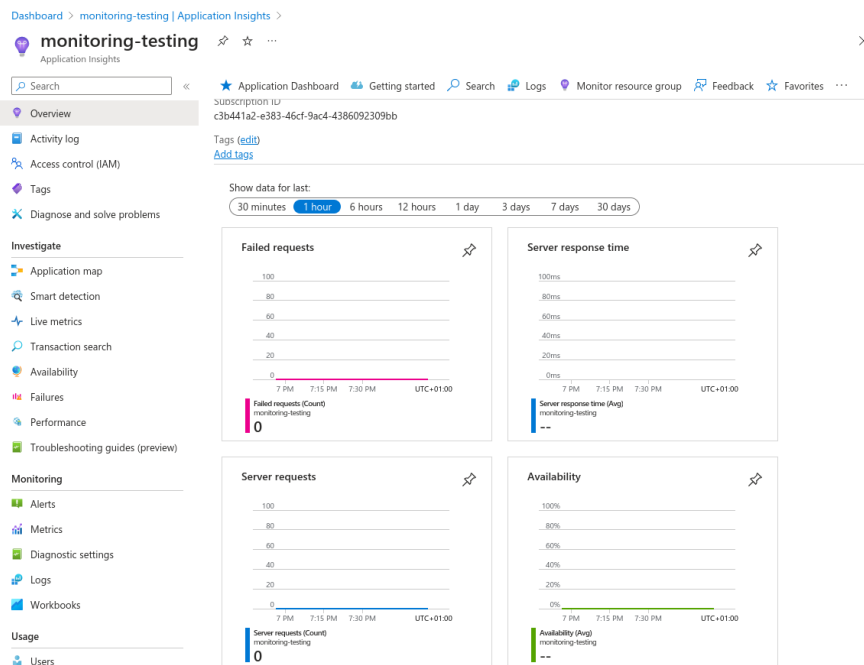 Dashboard > monitoring-testing | Application Insights >
monitoring-testing
Application Insights
Search
Overview
Activity log
Access control (IAM)
Tags
Diagnose and solve problems
Investigate
Application map
Smart detection
Live metrics
Transaction search
Availability
Failures
Performance
Troubleshooting guides (preview)
Monitoring
Alerts
Metrics
Diagnostic settings
Logs
Workbooks
Usage
Users
Application Dashboard Getting started Search Logs Monitor resource group Feedback Favorites
Subscription ID
c3b441a2-e383-46cf-9ac4-4386092309bb
Tags (edit)
Add tags
Show data for last:
30 minutes 1 hour 6 hours 12 hours 1 day 3 days 7 days 30 days
Failed requests
100
80
60
40
20
0
7 PM 7:15 PM 7:30 PM UTC+01:00
Failed requests (Count)
monitoring-testing
0
Server response time
100ms
80ms
60ms
40ms
20ms
0ms
7 PM 7:15 PM 7:30 PM UTC+01:00
Server response time (Avg)
monitoring-testing
--
Server requests
100
80
60
40
20
0
7 PM 7:15 PM 7:30 PM UTC+01:00
Server requests (Count)
monitoring-testing
0
Availability
100%
80%
60%
40%
20%
0%
7 PM 7:15 PM 7:30 PM UTC+01:00
Availability (Avg)
monitoring-testing
--